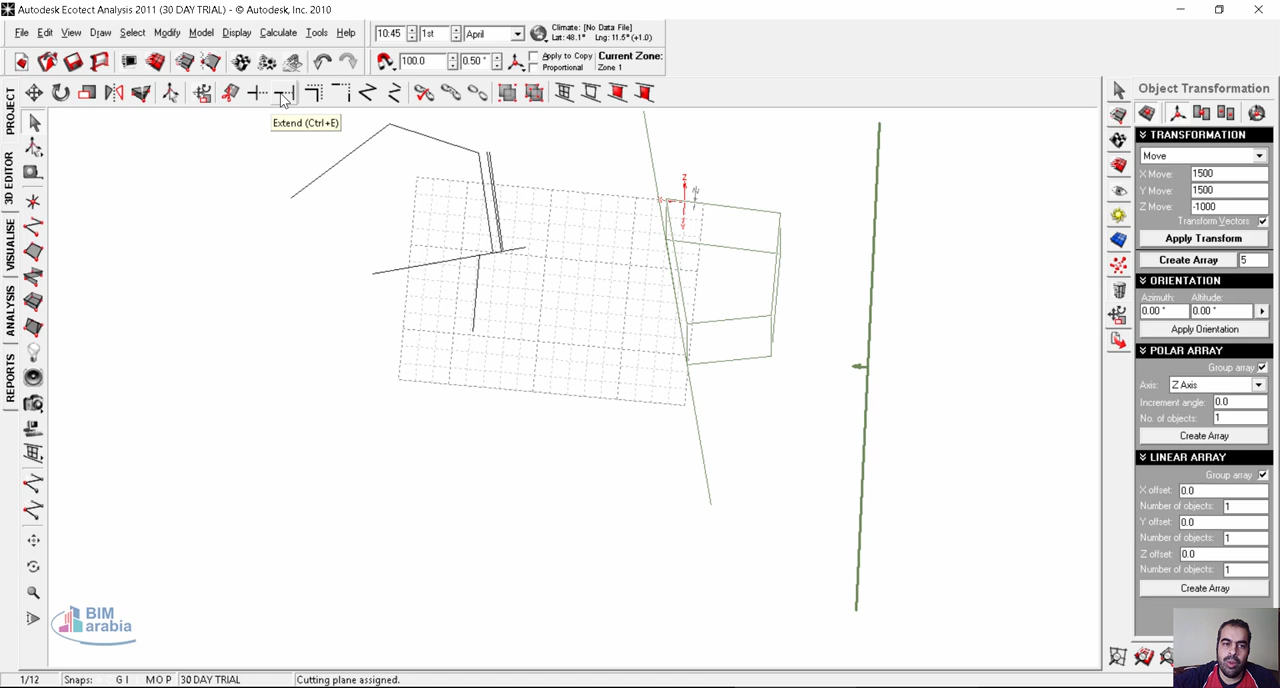 Autodesk Ecotect Analysis 2011 (30 DAY TRIAL) - © Autodesk, Inc. 2010
File Edit View Draw Select Modify Model Display Calculate Tools Help
10:45 1st April
Climate: [No Data File]
Lat: 48.1° Lng: 11.5° (+1.0)
100.0 0.50 °
Apply to Copy
Proportional
Current Zone:
Zone 1
Extend (Ctrl+E)
PROJECT
3D EDITOR
VISUALISE
ANALYSIS
REPORTS
Z
N
Object Transformation
TRANSFORMATION
Move
X Move: 1500
Y Move: 1500
Z Move: -1000
Transform Vectors
Apply Transform
Create Array 5
ORIENTATION
Azimuth: Altitude:
0.00 ° 0.00 °
Apply Orientation
POLAR ARRAY
Group array
Axis: Z Axis
Increment angle: 0.0
No. of objects: 1
Create Array
LINEAR ARRAY
Group array
X offset: 0.0
Number of objects: 1
Y offset: 0.0
Number of objects: 1
Z offset: 0.0
Number of objects: 1
Create Array
BIM
arabia
1/12 Snaps: G I M O P 30 DAY TRIAL Cutting plane assigned.